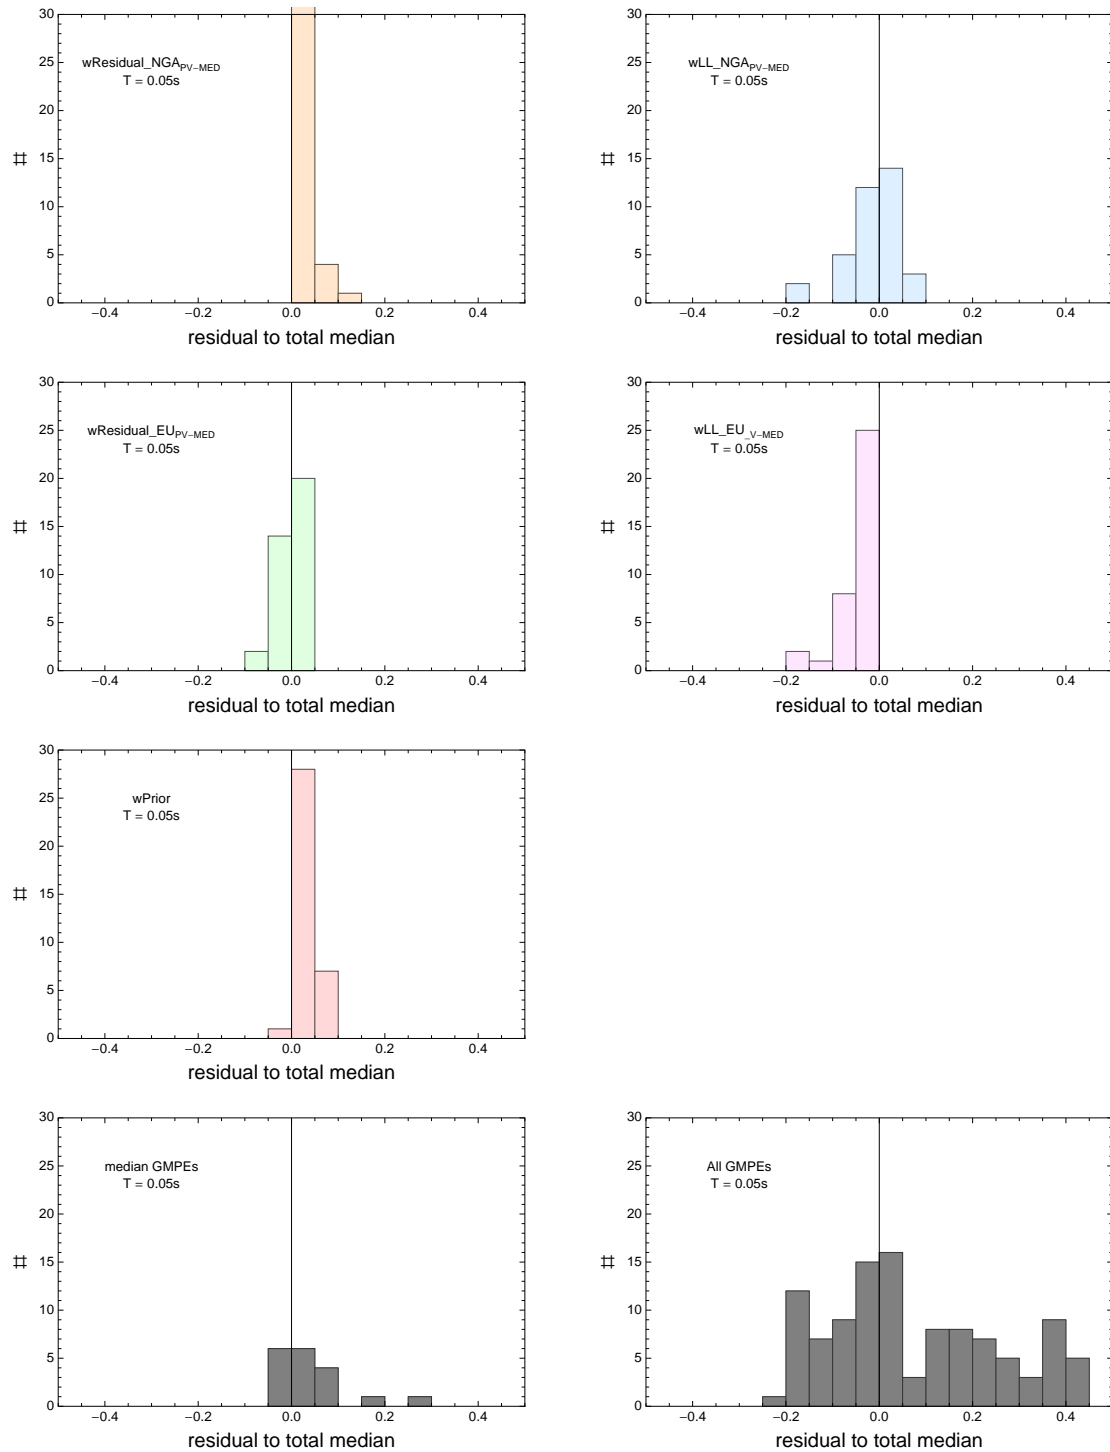 30
25
20
15
10
5
0
#
wResidual_NGA_PV-MED
T = 0.05s
-0.4 -0.2 0.0 0.2 0.4
residual to total median
30
25
20
15
10
5
0
#
wLL_NGA_PV-MED
T = 0.05s
-0.4 -0.2 0.0 0.2 0.4
residual to total median
30
25
20
15
10
5
0
#
wResidual_EU_PV-MED
T = 0.05s
-0.4 -0.2 0.0 0.2 0.4
residual to total median
30
25
20
15
10
5
0
#
wLL_EU__V-MED
T = 0.05s
-0.4 -0.2 0.0 0.2 0.4
residual to total median
30
25
20
15
10
5
0
#
wPrior
T = 0.05s
-0.4 -0.2 0.0 0.2 0.4
residual to total median
30
25
20
15
10
5
0
#
median GMPEs
T = 0.05s
-0.4 -0.2 0.0 0.2 0.4
residual to total median
30
25
20
15
10
5
0
#
All GMPEs
T = 0.05s
-0.4 -0.2 0.0 0.2 0.4
residual to total median